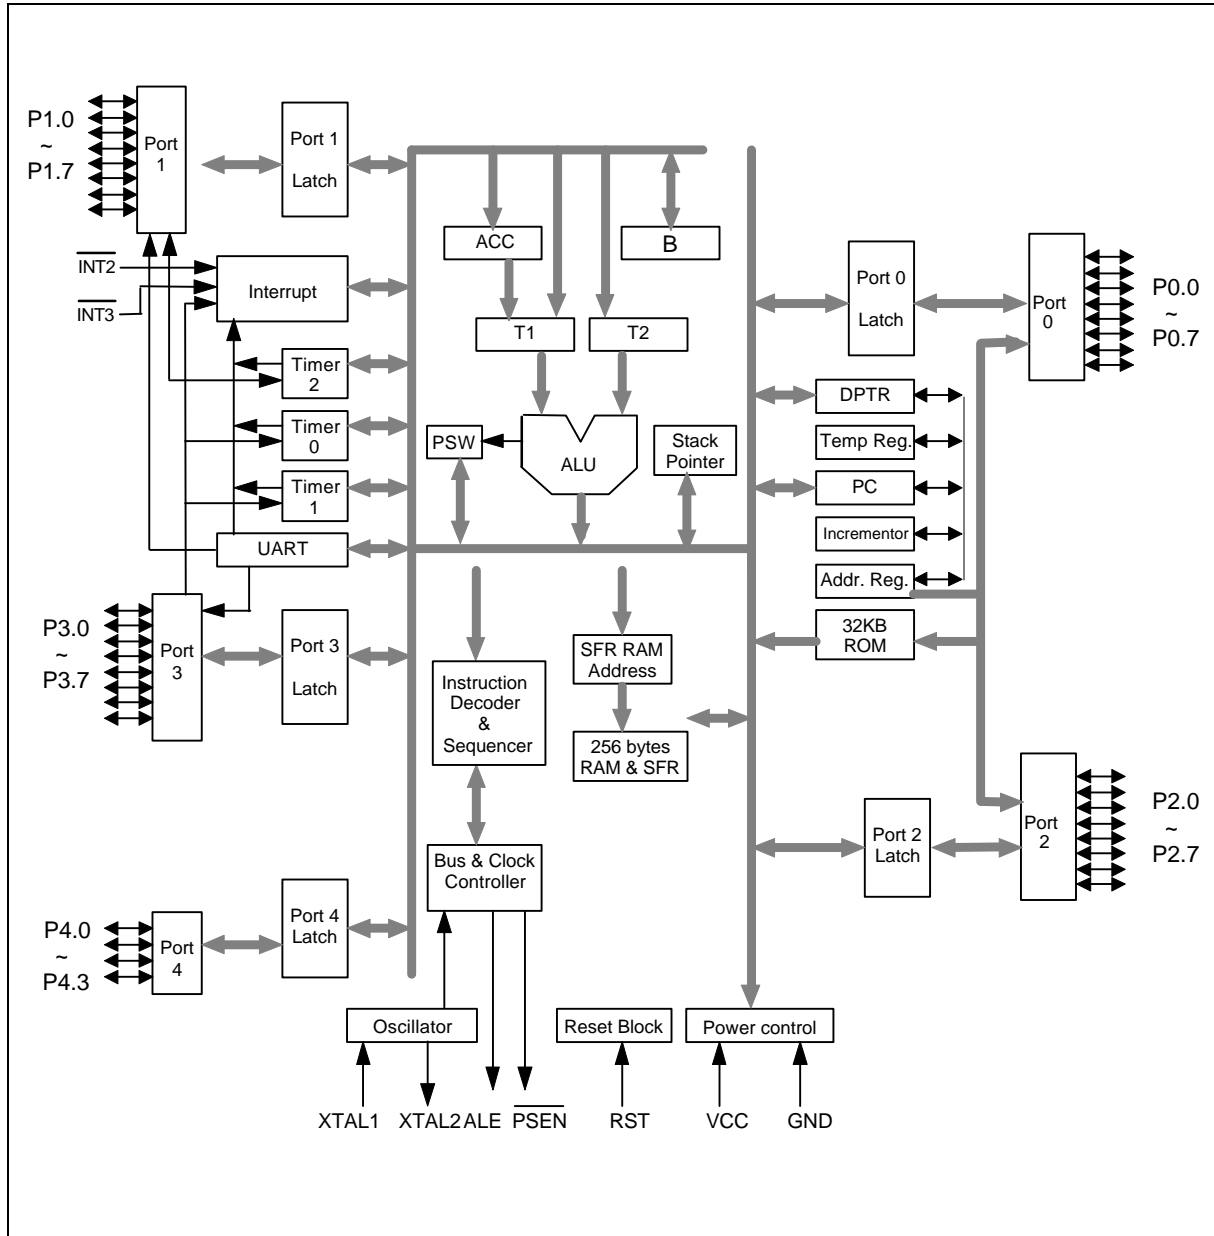 P1.0
~
P1.7
Port
1
Port 1
Latch
INT2
INT3
Interrupt
Timer
2
Timer
0
Timer
1
UART
P3.0
~
P3.7
Port
3
Port 3
Latch
P4.0
~
P4.3
Port
4
Port 4
Latch
ACC
B
T1
T2
PSW
ALU
Stack
Pointer
Instruction
Decoder
&
Sequencer
SFR RAM
Address
256 bytes
RAM & SFR
Bus & Clock
Controller
Oscillator
Reset Block
Power control
XTAL1
XTAL2
ALE
PSEN
RST
VCC
GND
Port 0
Latch
Port
0
P0.0
~
P0.7
DPTR
Temp Reg.
PC
Incrementor
Addr. Reg.
32KB
ROM
Port 2
Latch
Port
2
P2.0
~
P2.7